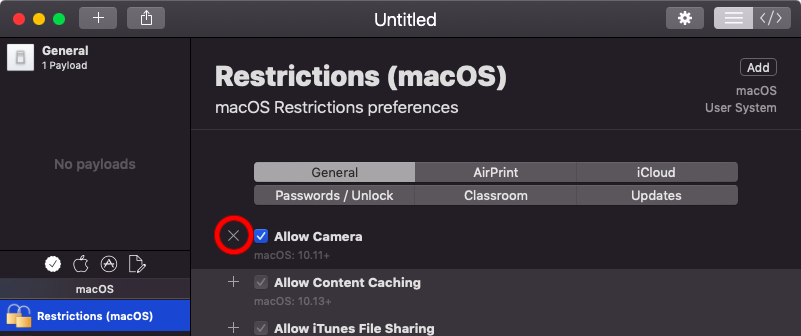 Untitled
General
1 Payload
No payloads
macOS
Restrictions (macOS)
Restrictions (macOS)
Add
macOS Restrictions preferences
macOS
User System
General
AirPrint
iCloud
Passwords / Unlock
Classroom
Updates
Allow Camera
macOS: 10.11+
Allow Content Caching
macOS: 10.13+
Allow iTunes File Sharing